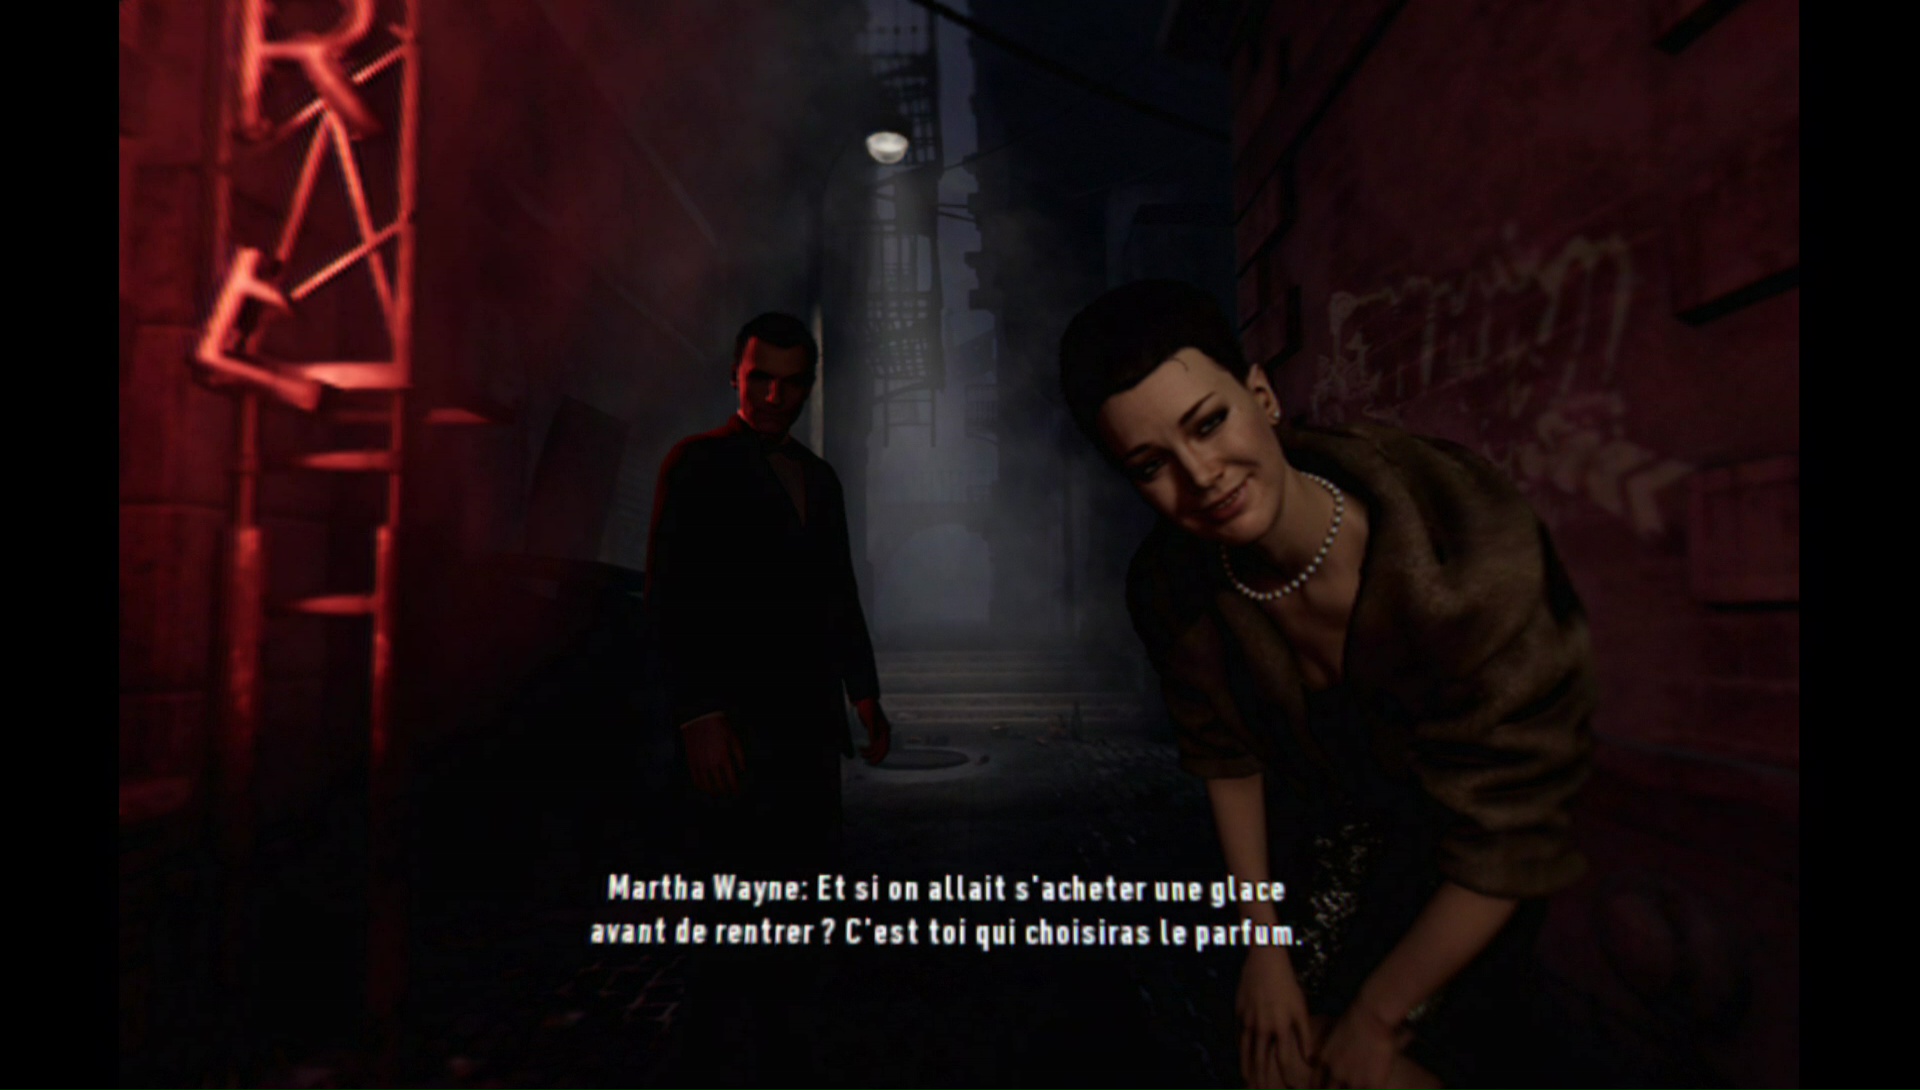 R
Martha Wayne: Et si on allait s'acheter une glace
avant de rentrer ? C'est toi qui choisiras le parfum.